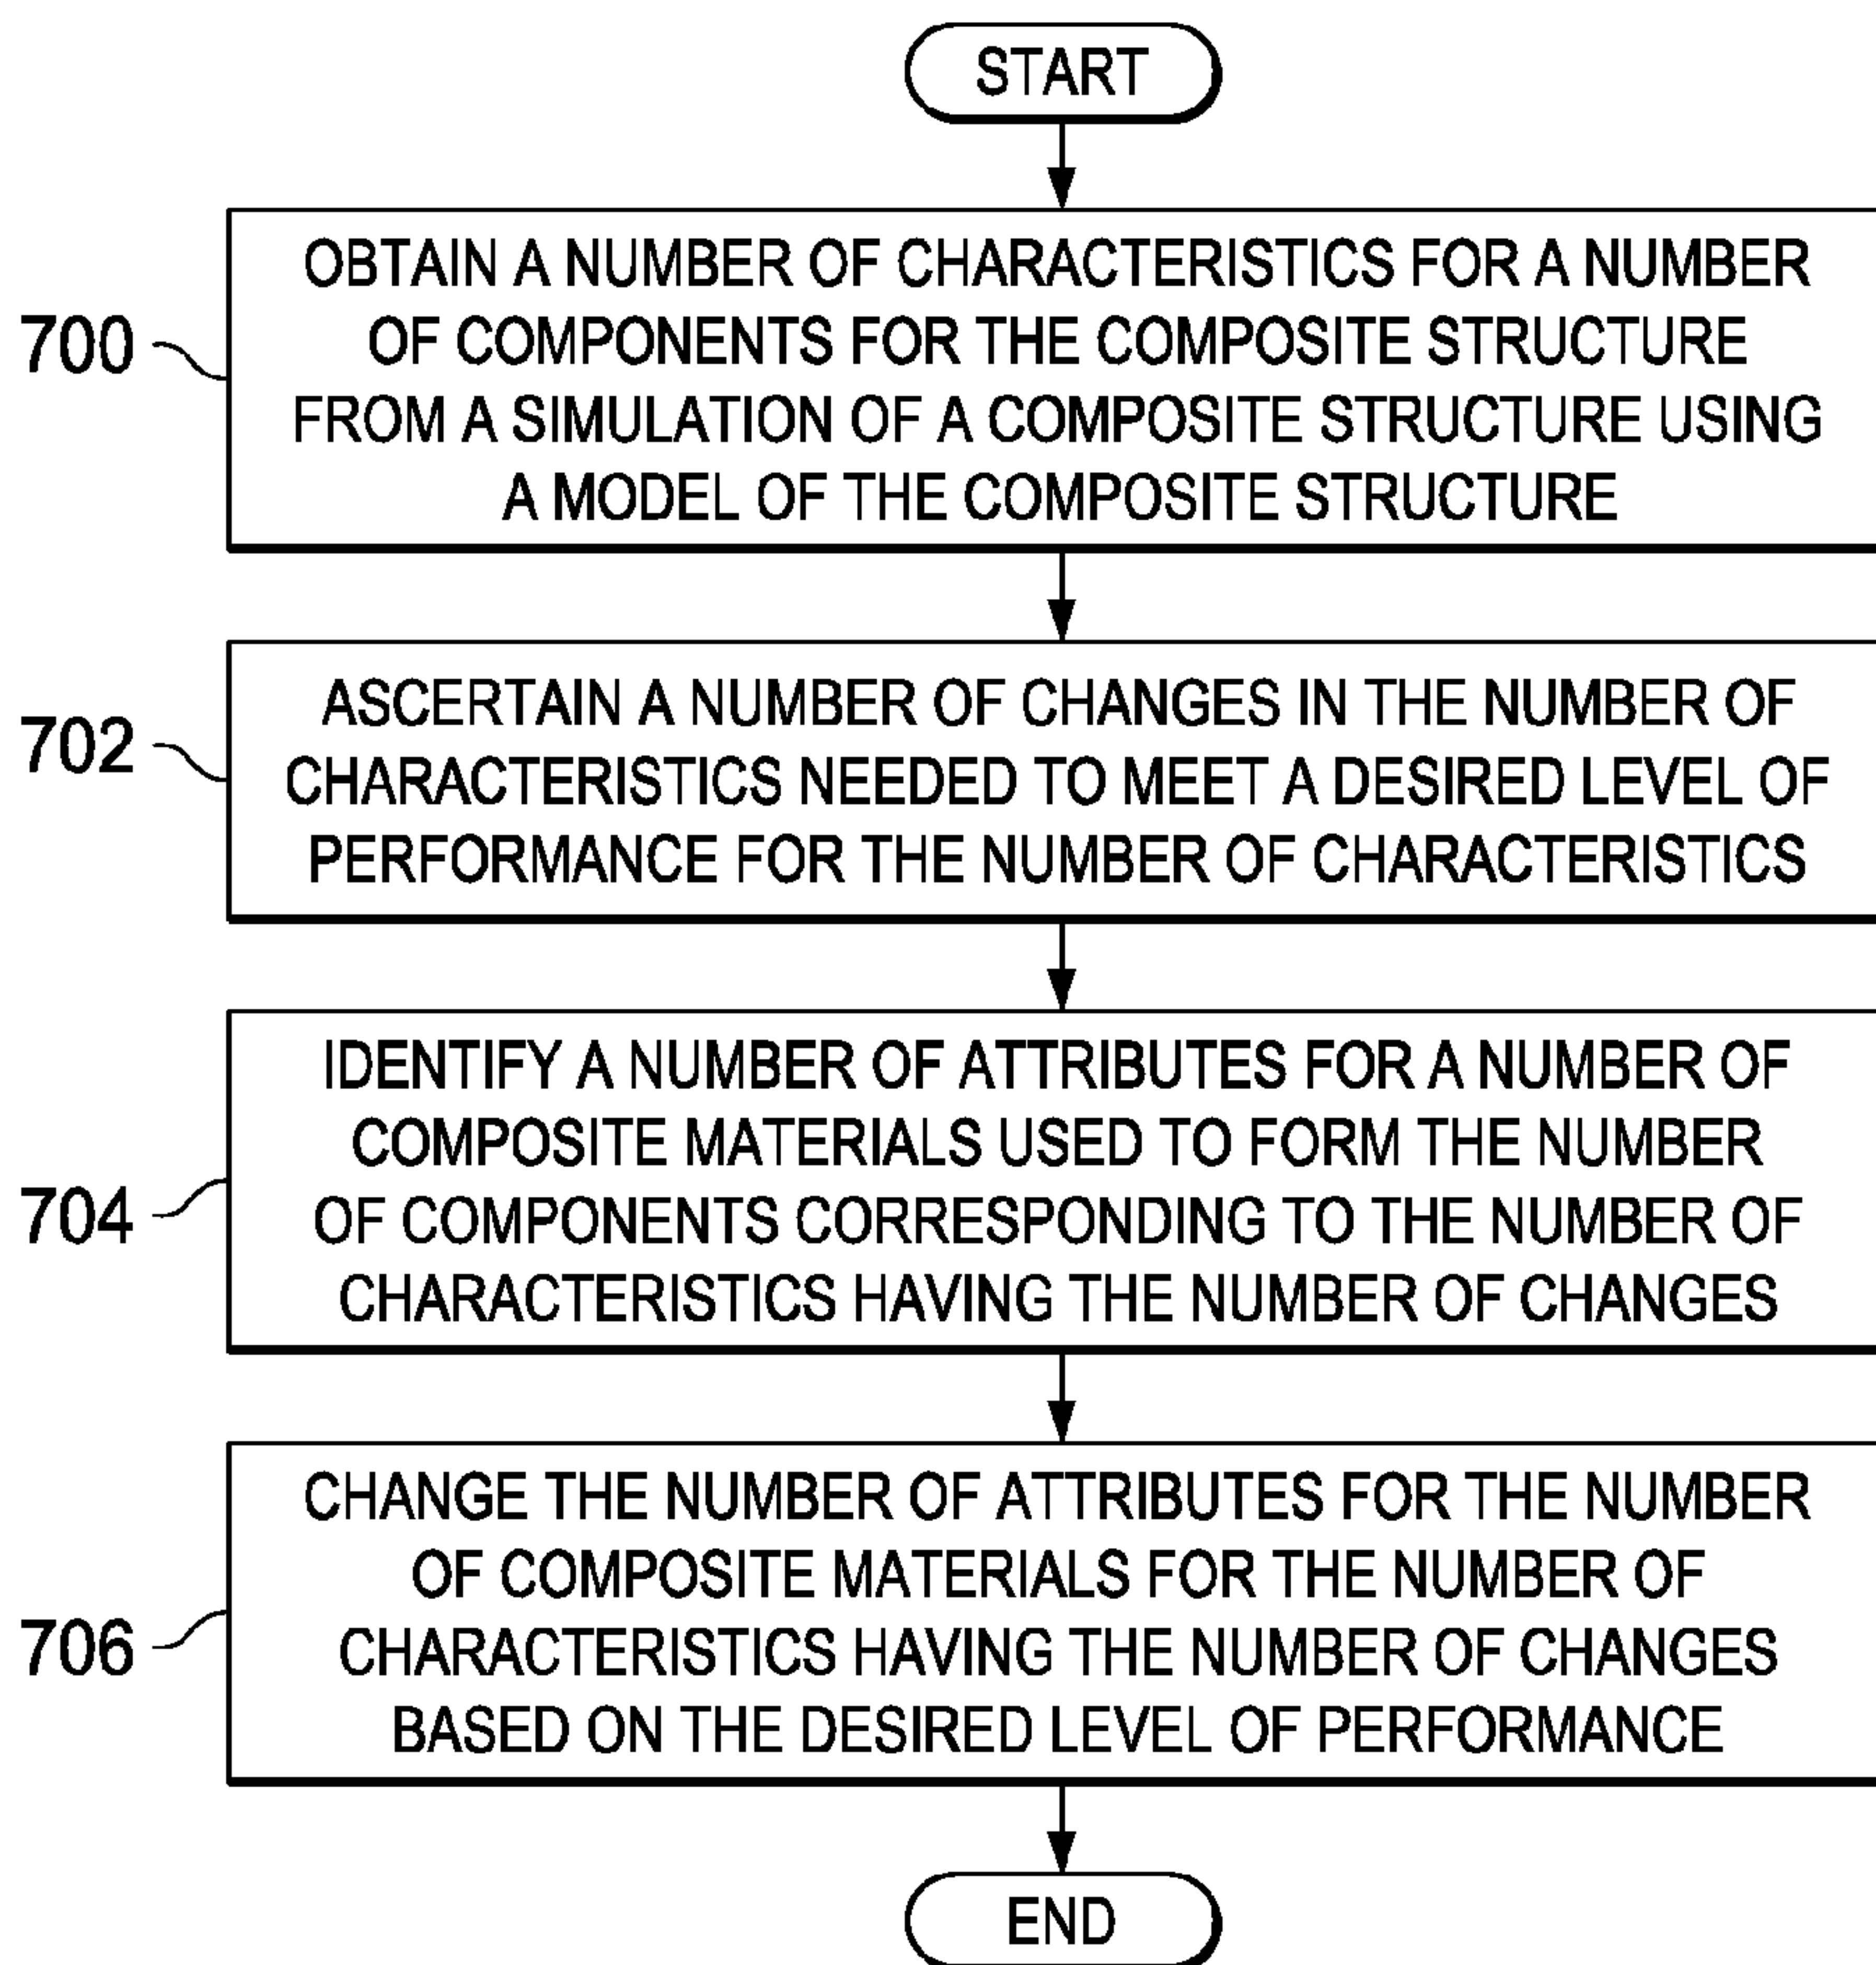 START
OBTAIN A NUMBER OF CHARACTERISTICS FOR A NUMBER
OF COMPONENTS FOR THE COMPOSITE STRUCTURE
FROM A SIMULATION OF A COMPOSITE STRUCTURE USING
A MODEL OF THE COMPOSITE STRUCTURE
700
ASCERTAIN A NUMBER OF CHANGES IN THE NUMBER OF
CHARACTERISTICS NEEDED TO MEET A DESIRED LEVEL OF
PERFORMANCE FOR THE NUMBER OF CHARACTERISTICS
702
IDENTIFY A NUMBER OF ATTRIBUTES FOR A NUMBER OF
COMPOSITE MATERIALS USED TO FORM THE NUMBER
OF COMPONENTS CORRESPONDING TO THE NUMBER OF
CHARACTERISTICS HAVING THE NUMBER OF CHANGES
704
CHANGE THE NUMBER OF ATTRIBUTES FOR THE NUMBER
OF COMPOSITE MATERIALS FOR THE NUMBER OF
CHARACTERISTICS HAVING THE NUMBER OF CHANGES
BASED ON THE DESIRED LEVEL OF PERFORMANCE
706
END